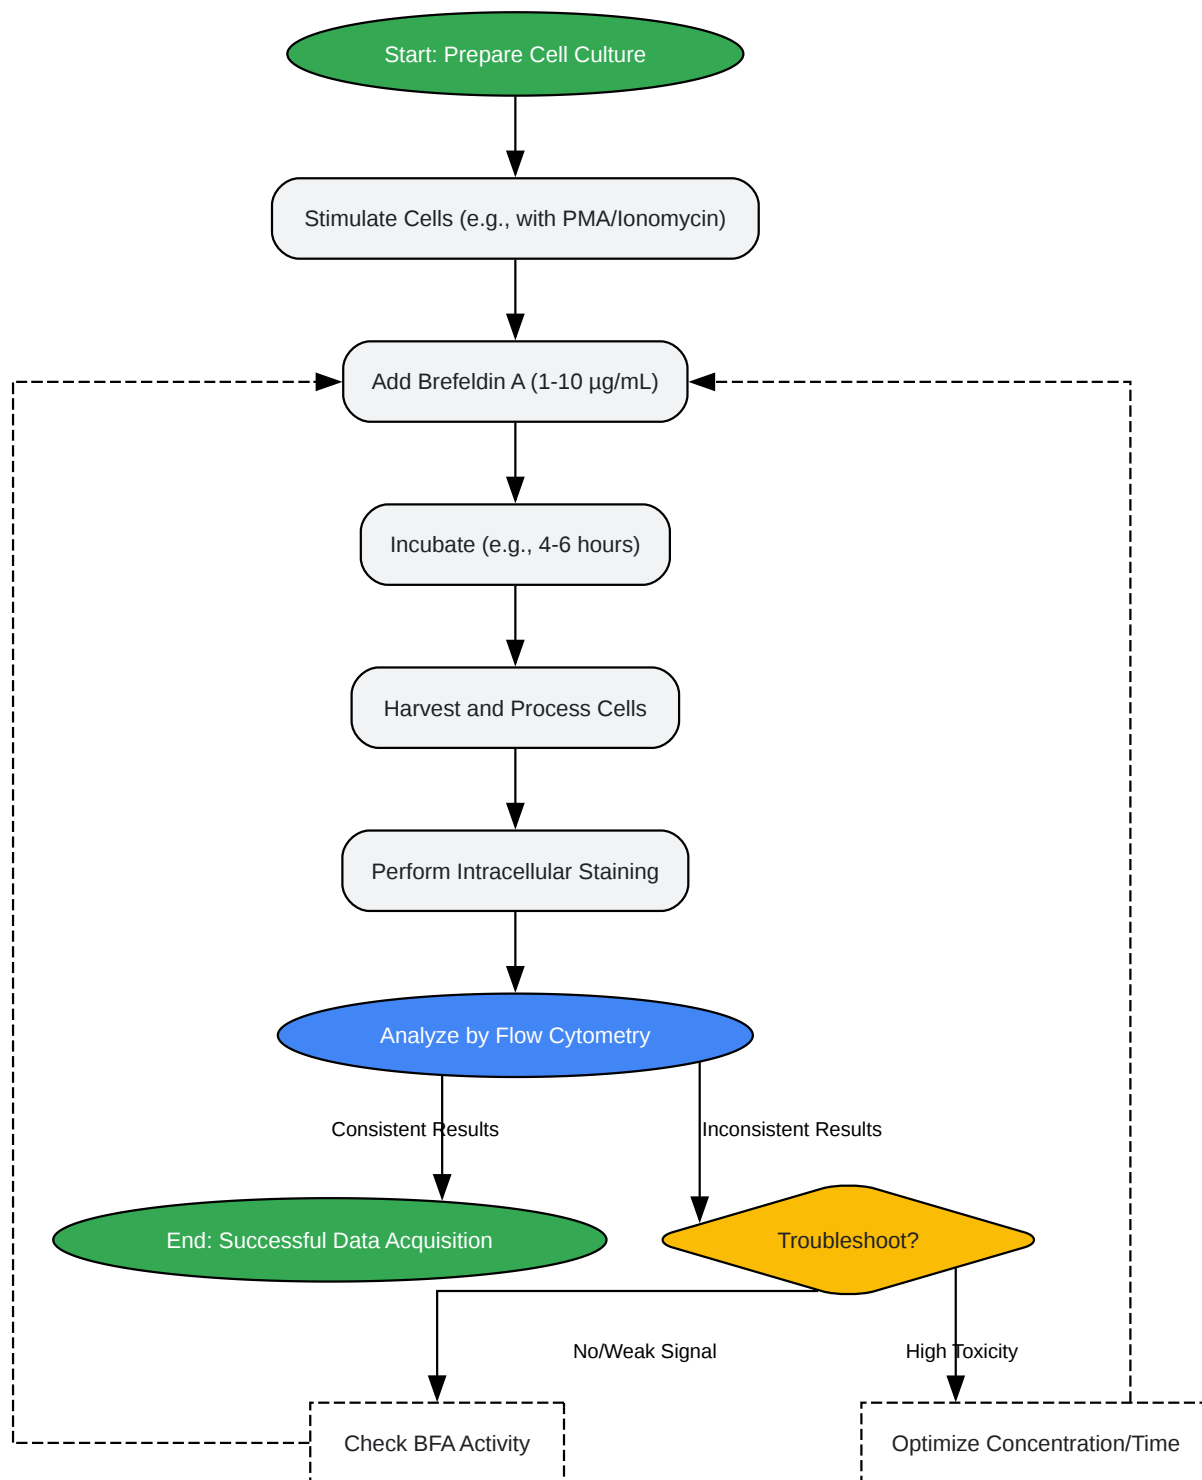 Start: Prepare Cell Culture
Stimulate Cells (e.g., with PMA/Ionomycin)
Add Brefeldin A (1-10 µg/mL)
Incubate (e.g., 4-6 hours)
Harvest and Process Cells
Perform Intracellular Staining
Analyze by Flow Cytometry
Consistent Results
Inconsistent Results
End: Successful Data Acquisition
Troubleshoot?
No/Weak Signal
High Toxicity
Check BFA Activity
Optimize Concentration/Time